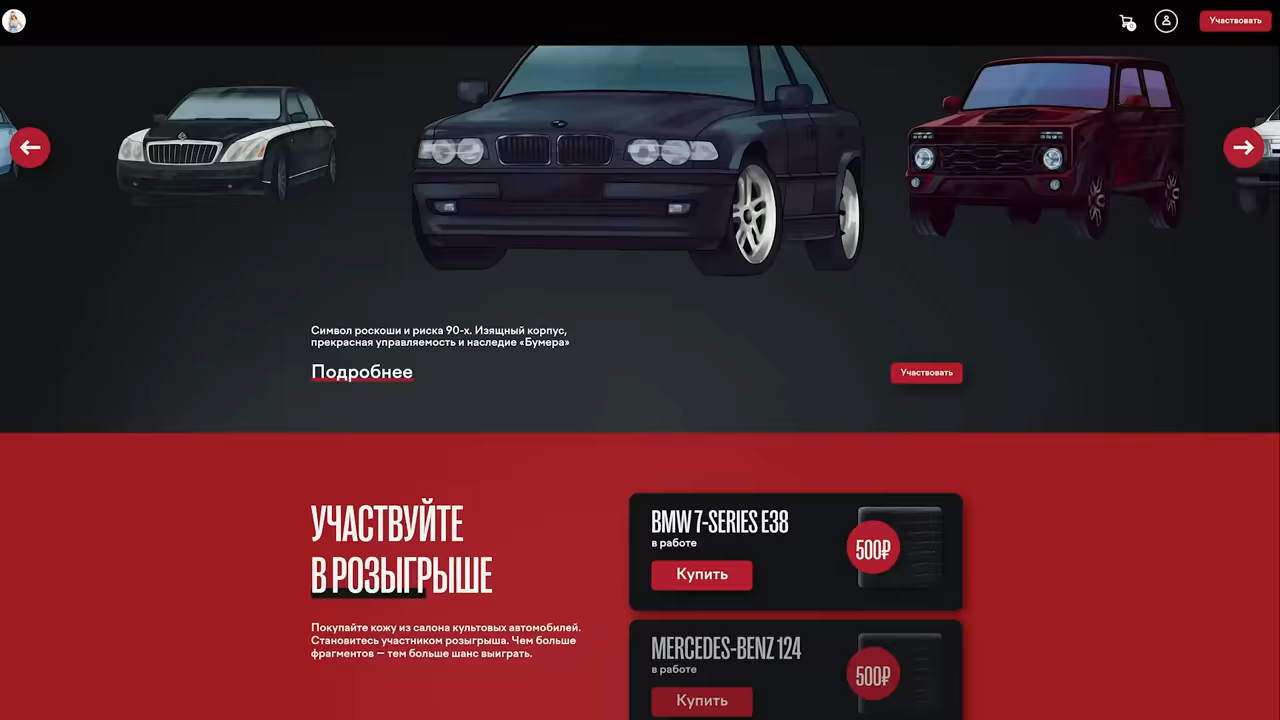 Участвовать
Символ роскоши и риска 90-х. Изящный корпус,
прекрасная управляемость и наследие «Бумера»
Подробнее
Участвовать
УЧАСТВУЙТЕ
В РОЗЫГРЫШЕ
Покупайте кожу из салона культовых автомобилей.
Становитесь участником розыгрыша. Чем больше
фрагментов — тем больше шанс выиграть.
BMW 7-SERIES E38
в работе
Купить
500₽
MERCEDES-BENZ 124
в работе
Купить
500₽